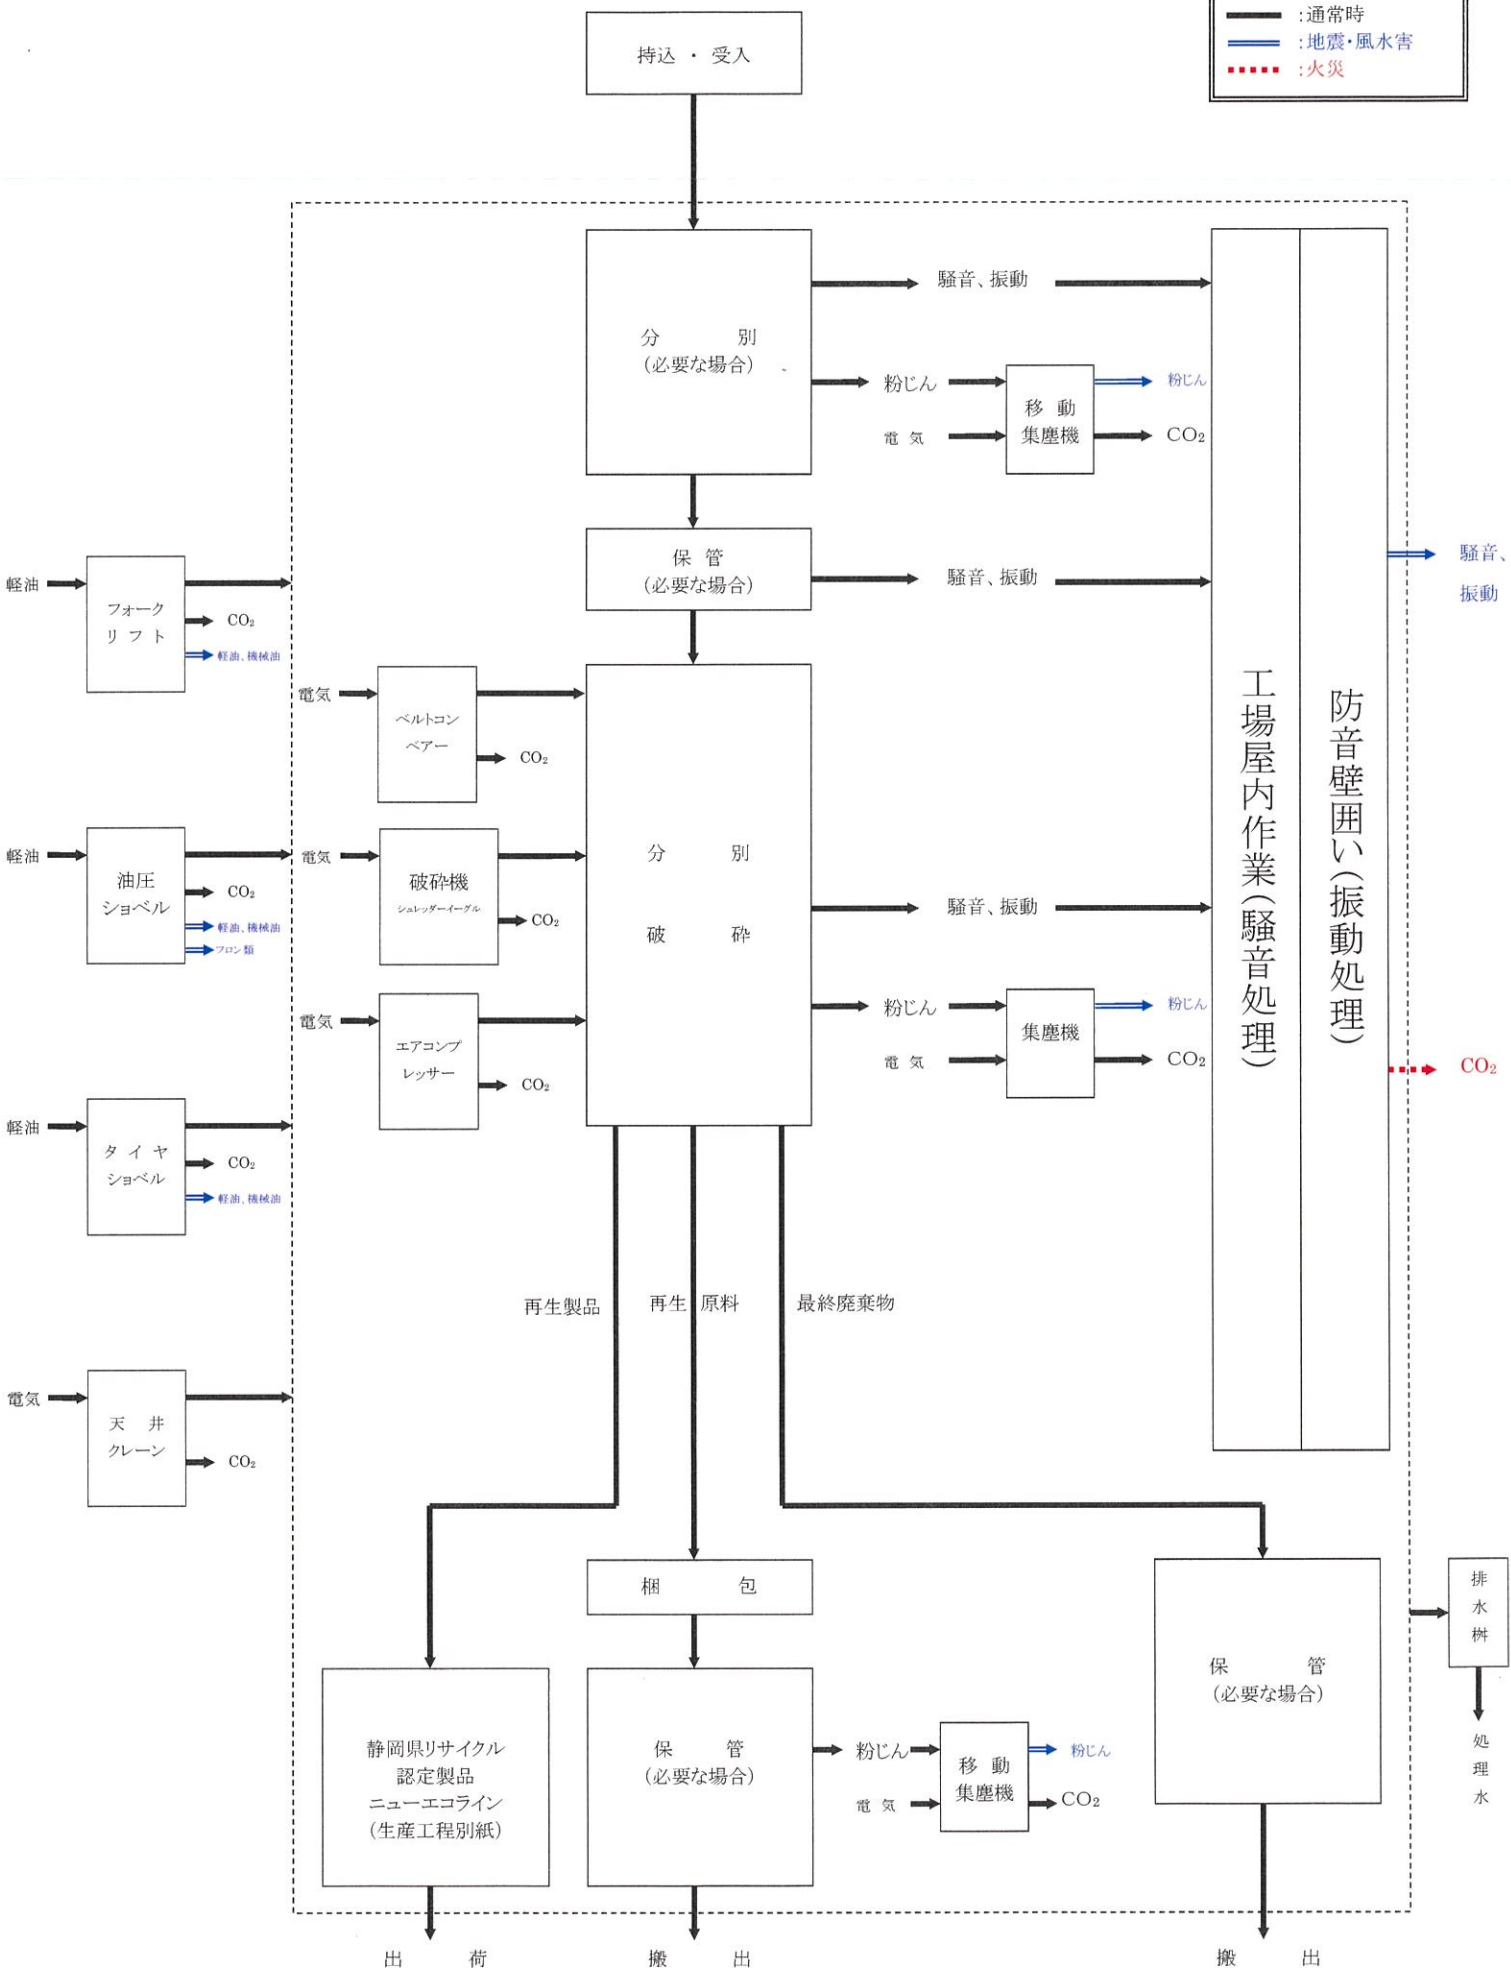 :通常時
:地震・風水害
:火災
持込 ・ 受入
分 別
(必要な場合)
騒音、振動
粉じん
電 気
移 動
集塵機
粉じん
CO₂
保 管
(必要な場合)
騒音、振動
軽油
フォーク
リ フ ト
CO₂
軽油、機械油
電気
ベルトコン
ベアー
CO₂
軽油
油圧
ショベル
CO₂
軽油、機械油
フロン類
電気
破砕機
シュレッダーイーグル
CO₂
電気
エアコンプ
レッサー
CO₂
分 別
破 砕
騒音、振動
粉じん
電 気
集塵機
粉じん
CO₂
工場屋内作業(騒音処理)
防音壁囲い(振動処理)
騒音、
振動
CO₂
軽油
タ イ ヤ
ショベル
CO₂
軽油、機械油
電気
天 井
クレーン
CO₂
再生製品
再生 原料
最終廃棄物
梱 包
静岡県リサイクル
認定製品
ニューエコライン
(生産工程別紙)
保 管
(必要な場合)
粉じん
電 気
移 動
集塵機
粉じん
CO₂
保 管
(必要な場合)
排水桝
処理水
出 荷
搬 出
搬 出